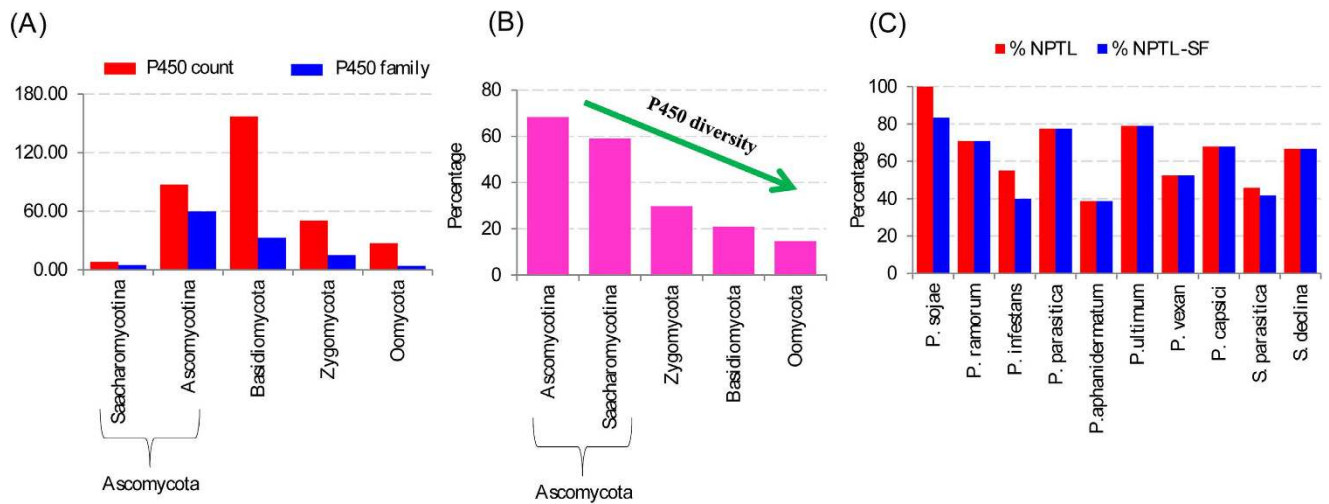 (A)
P450 count
P450 family
180.00
120.00
60.00
0.00
Saacharomycotina
Ascomycotina
Basidiomycota
Zygomycota
Oomycota
Ascomycota
(B)
Percentage
80
60
40
20
0
P450 diversity
Ascomycotina
Saacharomycotina
Zygomycota
Basidiomycota
Oomycota
Ascomycota
(C)
% NPTL
% NPTL-SF
Percentage
100
80
60
40
20
0
P. sojae
P. ramorum
P. infestans
P. parasitica
P.aphanidermatum
P.ultimum
P. vexan
P. capsici
S. parasitica
S. declina